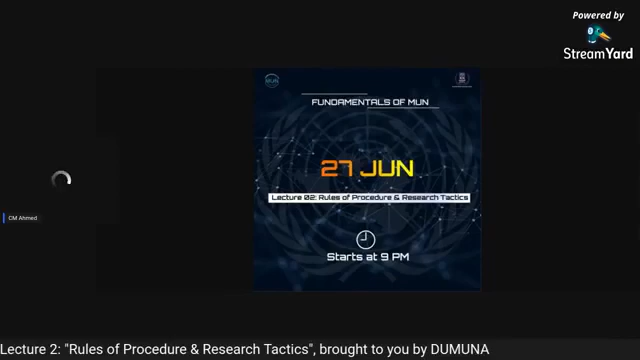 Powered by
StreamYard
FUNDAMENTALS OF MUN
27 JUN
Lecture 02: Rules of Procedure & Research Tactics
Starts at 9 PM
CM Ahmed
Lecture 2: "Rules of Procedure & Research Tactics", brought to you by DUMUNA